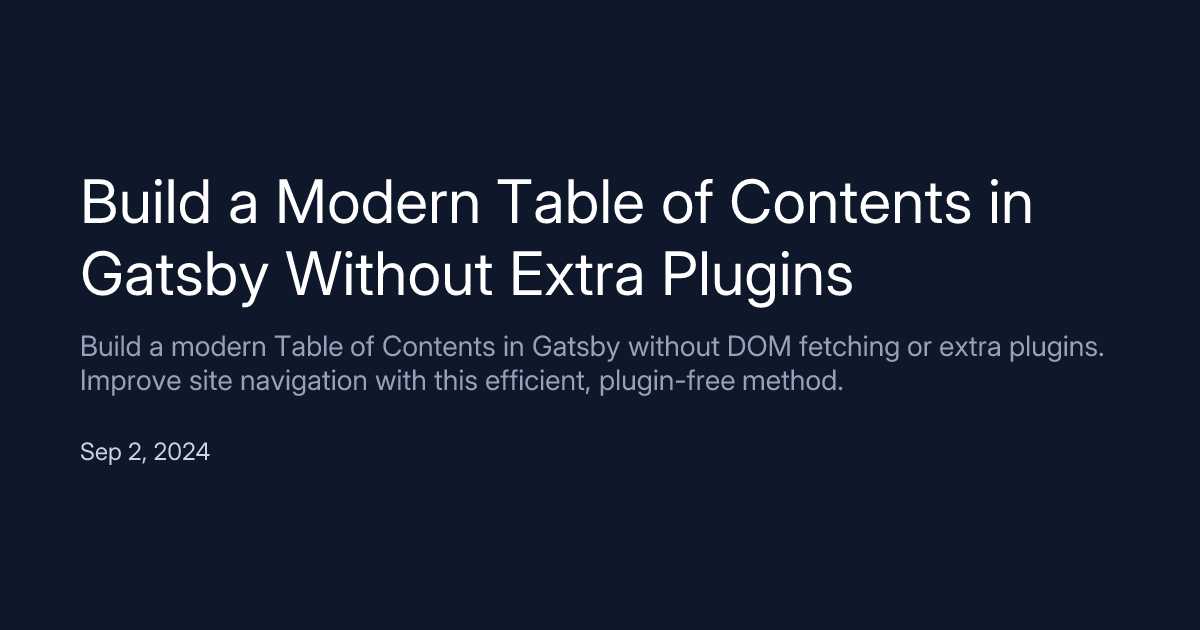 Build a Modern Table of Contents in
Gatsby Without Extra Plugins
Build a modern Table of Contents in Gatsby without DOM fetching or extra plugins.
Improve site navigation with this efficient, plugin-free method.
Sep 2, 2024